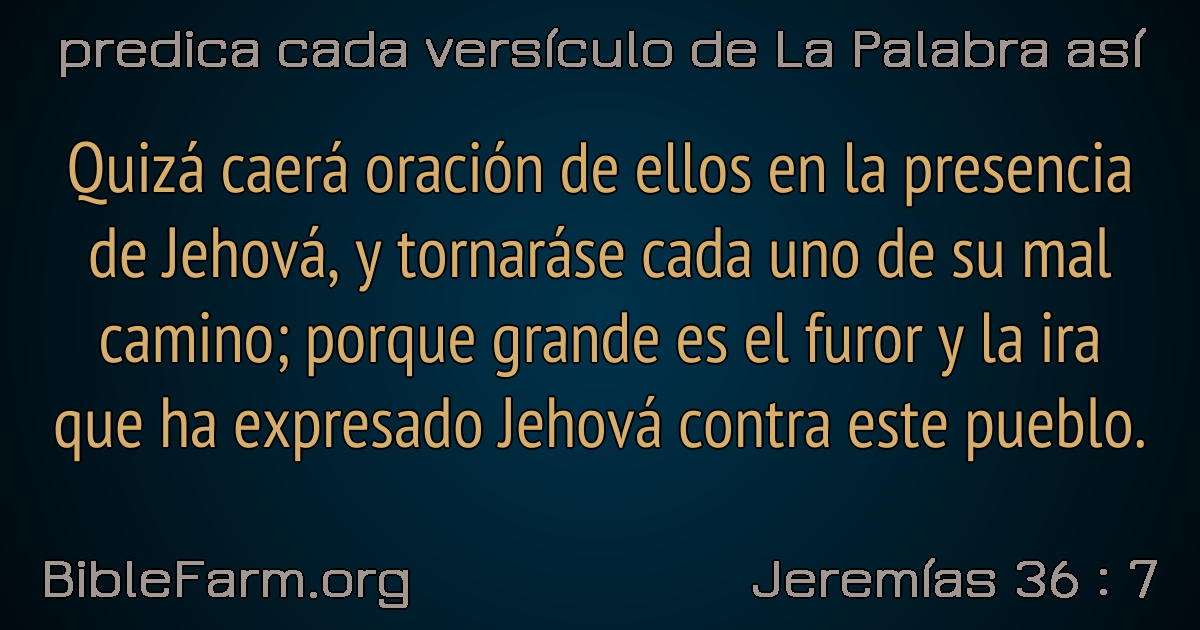 predica cada versículo de La Palabra así
Quizá caerá oración de ellos en la presencia
de Jehová, y tornaráse cada uno de su mal
camino; porque grande es el furor y la ira
que ha expresado Jehová contra este pueblo.
BibleFarm.org
Jeremías 36 : 7